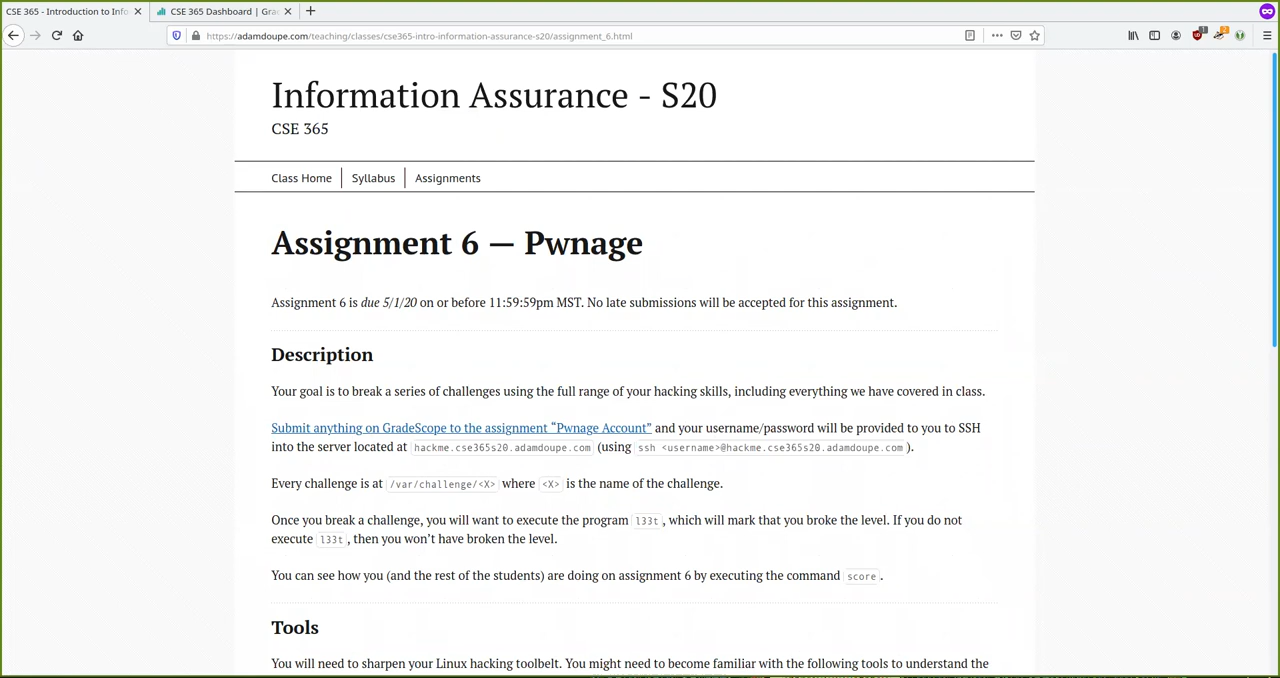 CSE 365 - Introduction to Info
CSE 365 Dashboard | Gra
https://adamdoupe.com/teaching/classes/cse365-intro-information-assurance-s20/assignment_6.html
Information Assurance - S20
CSE 365
Class Home
Syllabus
Assignments
Assignment 6 — Pwnage
Assignment 6 is due 5/1/20 on or before 11:59:59pm MST. No late submissions will be accepted for this assignment.
Description
Your goal is to break a series of challenges using the full range of your hacking skills, including everything we have covered in class.
Submit anything on GradeScope to the assignment “Pwnage Account” and your username/password will be provided to you to SSH
into the server located at hackme.cse365s20.adamdoupe.com (using ssh <username>@hackme.cse365s20.adamdoupe.com ).
Every challenge is at /var/challenge/<X> where <X> is the name of the challenge.
Once you break a challenge, you will want to execute the program l33t , which will mark that you broke the level. If you do not
execute l33t , then you won’t have broken the level.
You can see how you (and the rest of the students) are doing on assignment 6 by executing the command score .
Tools
You will need to sharpen your Linux hacking toolbelt. You might need to become familiar with the following tools to understand the